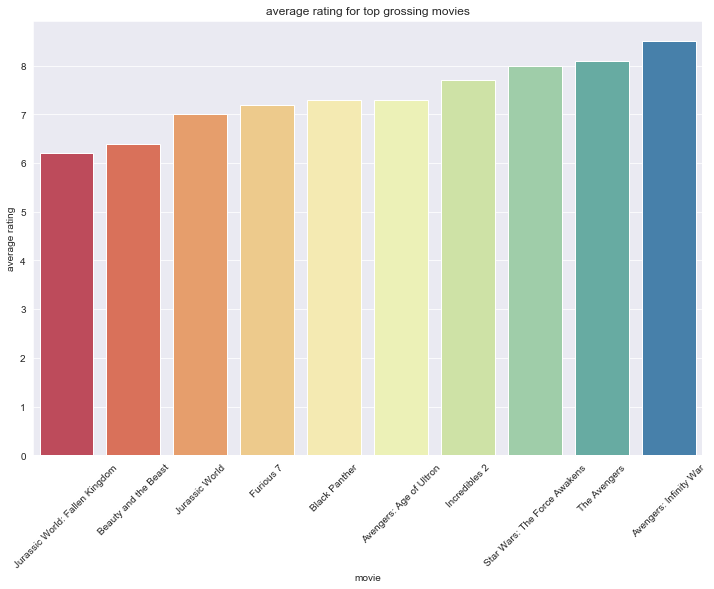 average rating for top grossing movies
average rating
8
7
6
5
4
3
2
1
0
Jurassic World: Fallen Kingdom
Beauty and the Beast
Jurassic World
Furious 7
Black Panther
Avengers: Age of Ultron
Incredibles 2
Star Wars: The Force Awakens
The Avengers
Avengers: Infinity War
movie